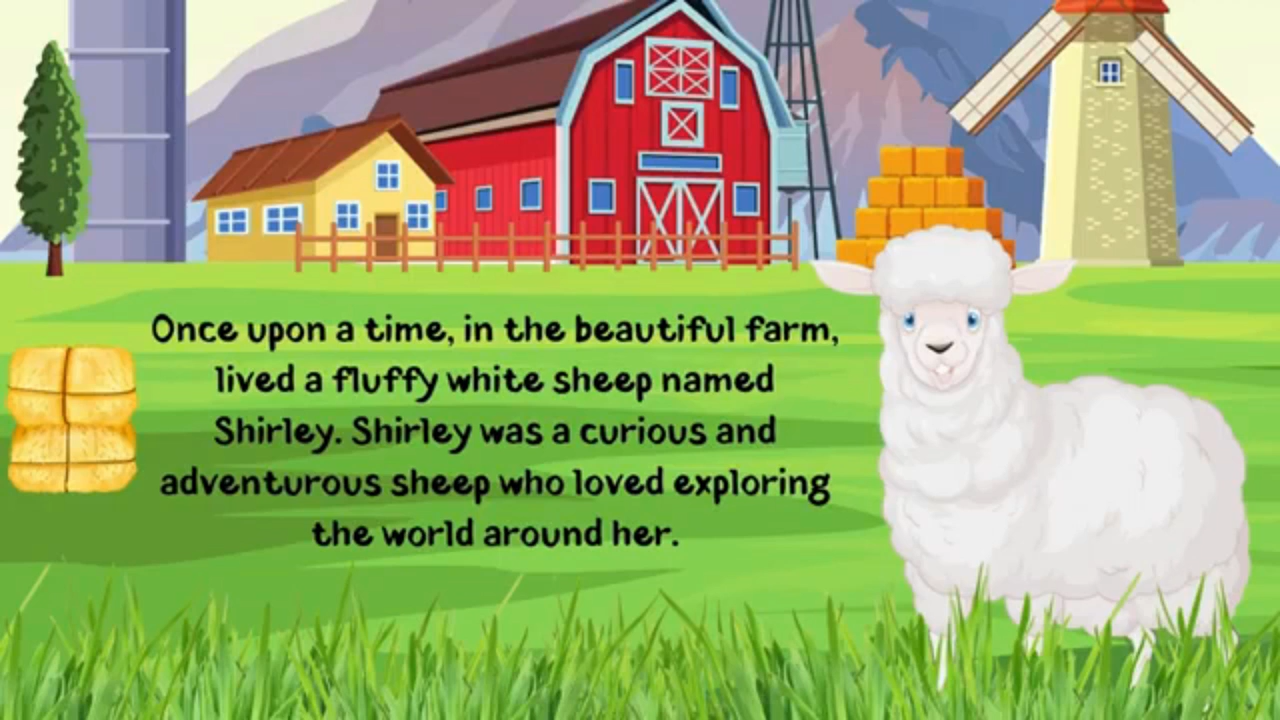 Once upon a time, in the beautiful farm,
lived a fluffy white sheep named
Shirley. Shirley was a curious and
adventurous sheep who loved exploring
the world around her.